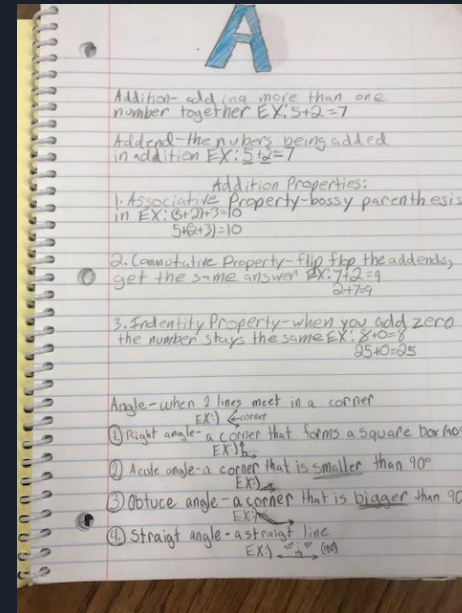 A
Addition- adding more than one
number together EX: 5+2=7
Addend-the nubers being added
in addition EX: 5+2=7
Addition Properties:
1. Associative Property-bossy parenthesis
in EX: (5+2)+3=10
5+(2+3)=10
2. Commotative Property-flip flop the addends,
get the same answer EX: 7+2=9
2+7=9
3. Indentity Property-when you add zero
the number stays the same EX: 8+0=8
25+0=25
Angle-when 2 lines meet in a corner
EX:) corner
① Right angle-a corner that forms a square box
EX:)
② Acute angle-a corner that is smaller than 90°
EX:)
③ Obtuce angle-a corner that is bigger than 90
EX:)
④ Straigt angle-a straigt line
EX:)